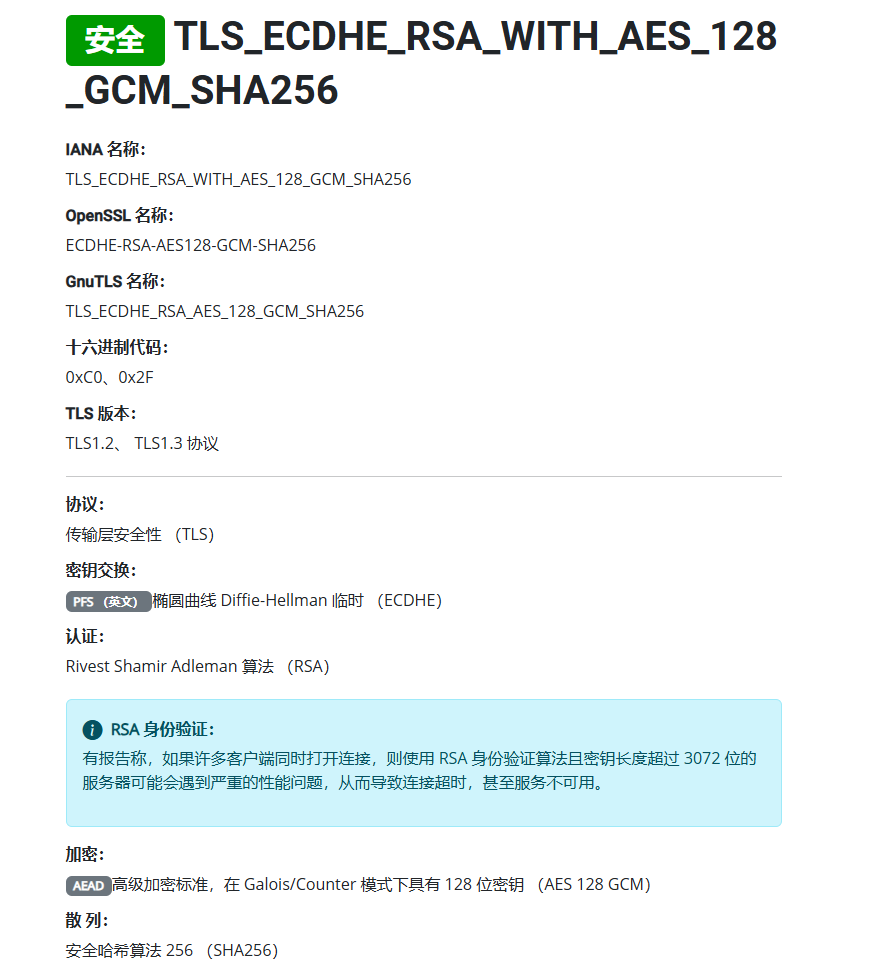 安全 TLS_ECDHE_RSA_WITH_AES_128
_GCM_SHA256
IANA 名称：
TLS_ECDHE_RSA_WITH_AES_128_GCM_SHA256
OpenSSL 名称：
ECDHE-RSA-AES128-GCM-SHA256
GnuTLS 名称：
TLS_ECDHE_RSA_AES_128_GCM_SHA256
十六进制代码：
0xC0、0x2F
TLS 版本：
TLS1.2、 TLS1.3 协议
协议：
传输层安全性 （TLS）
密钥交换：
PFS （英文）椭圆曲线 Diffie-Hellman 临时 （ECDHE）
认证：
Rivest Shamir Adleman 算法 （RSA）
RSA 身份验证：
有报告称，如果许多客户端同时打开连接，则使用 RSA 身份验证算法且密钥长度超过 3072 位的
服务器可能会遇到严重的性能问题，从而导致连接超时，甚至服务不可用。
加密：
AEAD高级加密标准，在 Galois/Counter 模式下具有 128 位密钥 （AES 128 GCM）
散 列：
安全哈希算法 256 （SHA256）